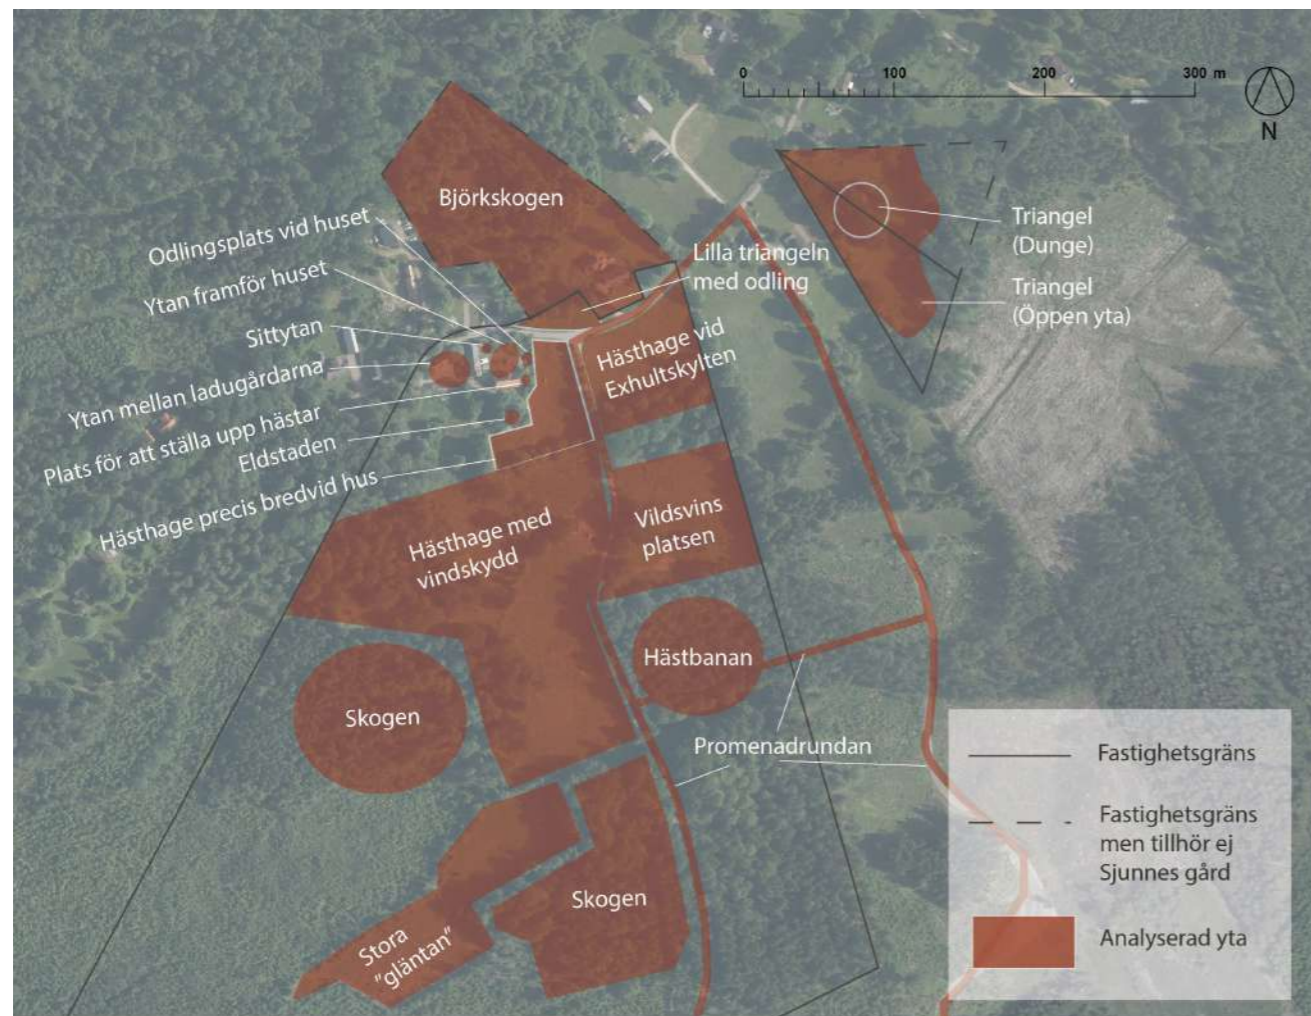 0 100 200 300 m
N
Björkskogen
Odlingsplats vid huset
Ytan framför huset
Sittytan
Ytan mellan ladugårdarna
Plats för att ställa upp hästar
Eldstaden
Hästhage precis bredvid hus
Lilla triangeln
med odling
Triangel
(Dunge)
Triangel
(Öppen yta)
Hästhage vid
Exhultskylten
Hästhage med
vindskydd
Vildsvins
platsen
Hästbanan
Skogen
Promenadrundan
Skogen
Stora
"gläntan"
Fastighetsgräns
Fastighetsgräns
men tillhör ej
Sjunnes gård
Analyserad yta